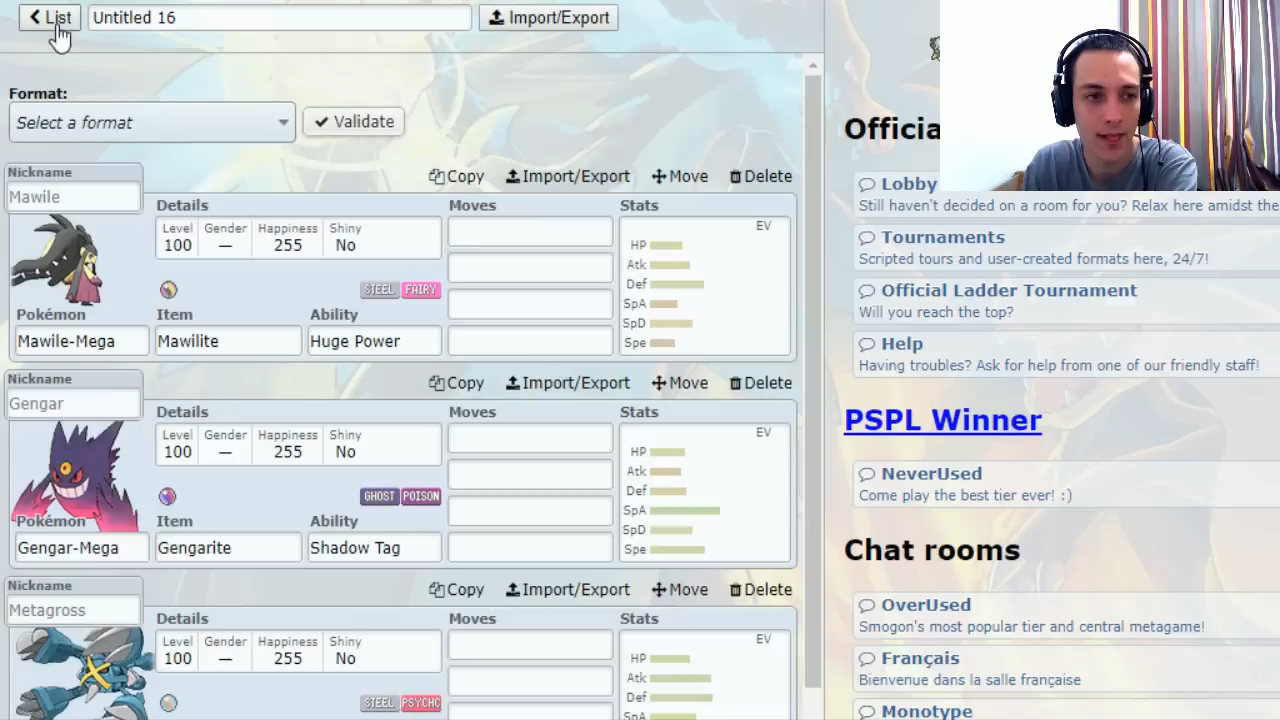 List
Untitled 16
Import/Export
Format:
Select a format
Validate
Nickname
Mawile
Copy
Import/Export
Move
Delete
Details
Moves
Stats
Level
Gender
Happiness
Shiny
100
—
255
No
EV
HP
Atk
Def
SpA
SpD
Spe
STEEL
FAIRY
Pokémon
Item
Ability
Mawile-Mega
Mawilite
Huge Power
Nickname
Gengar
Copy
Import/Export
Move
Delete
Details
Moves
Stats
Level
Gender
Happiness
Shiny
100
—
255
No
EV
HP
Atk
Def
SpA
SpD
Spe
GHOST
POISON
Pokémon
Item
Ability
Gengar-Mega
Gengarite
Shadow Tag
Nickname
Metagross
Copy
Import/Export
Move
Delete
Details
Moves
Stats
Level
Gender
Happiness
Shiny
100
—
255
No
EV
HP
Atk
Def
SpA
STEEL
PSYCHC
Officia
Lobby
Still haven't decided on a room for you? Relax here amidst the
Tournaments
Scripted tours and user-created formats here, 24/7!
Official Ladder Tournament
Will you reach the top?
Help
Having troubles? Ask for help from one of our friendly staff!
PSPL Winner
NeverUsed
Come play the best tier ever! :)
Chat rooms
OverUsed
Smogon's most popular tier and central metagame!
Français
Bienvenue dans la salle française
Monotype